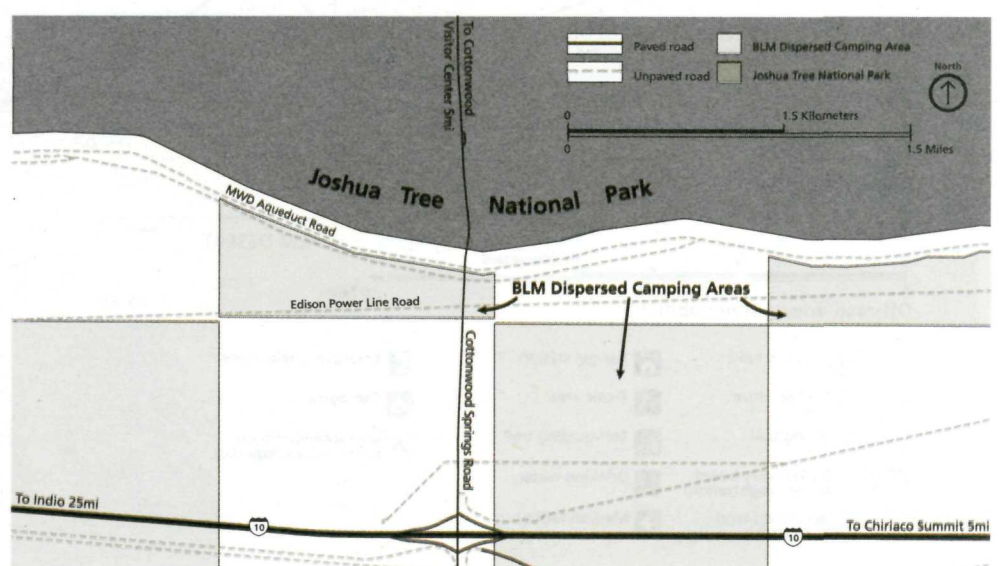 To Cottonwood
Visitor Center 5mi
Paved road
BLM Dispersed Camping Area
Unpaved road
Joshua Tree National Park
North
0
1.5 Kilometers
0
1.5 Miles
Joshua Tree National Park
MWD Aqueduct Road
BLM Dispersed Camping Areas
Edison Power Line Road
Cottonwood Springs Road
To Indio 25mi
10
10
To Chiriaco Summit 5mi